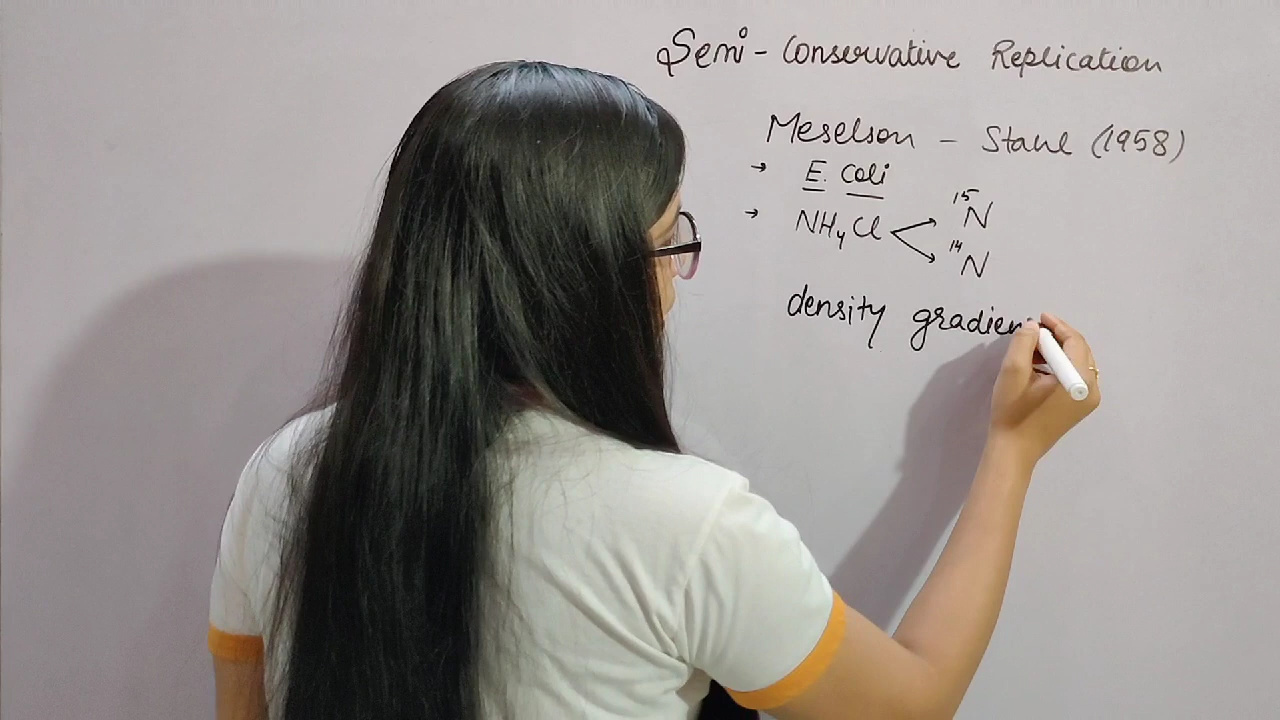 Semi - Conservative Replication
Meselson - Stahl (1958)
→ E. Coli
→ NH4Cl 15N
14N
density gradien